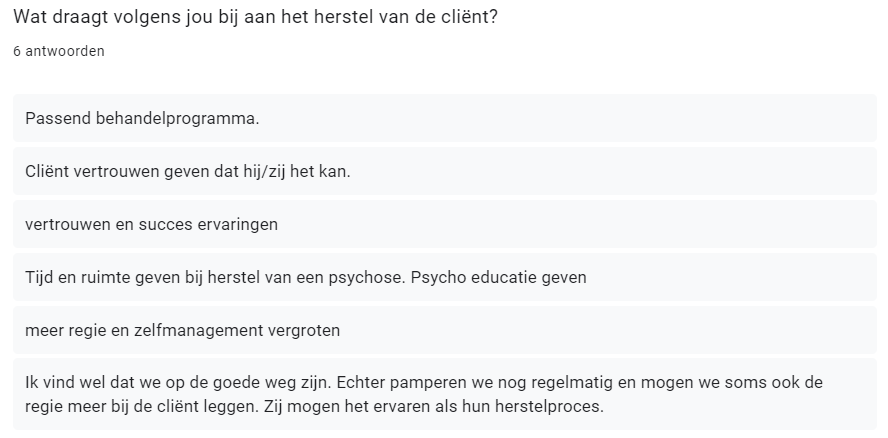 Wat draagt volgens jou bij aan het herstel van de cliënt?
6 antwoorden
Passend behandelprogramma.
Cliënt vertrouwen geven dat hij/zij het kan.
vertrouwen en succes ervaringen
Tijd en ruimte geven bij herstel van een psychose. Psycho educatie geven
meer regie en zelfmanagement vergroten
Ik vind wel dat we op de goede weg zijn. Echter pamperen we nog regelmatig en mogen we soms ook de
regie meer bij de cliënt leggen. Zij mogen het ervaren als hun herstelproces.